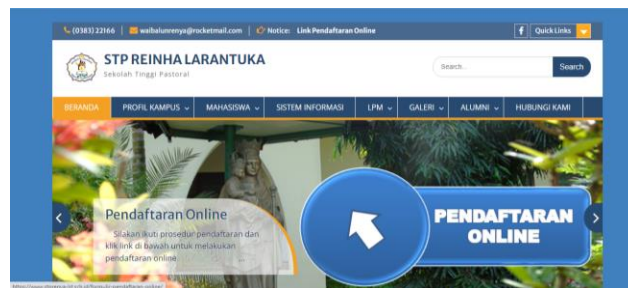 (0383) 22166 | waibalunrenya@rocketmail.com | Notice: Link Pendaftaran Online
Quick Links
STP REINHA LARANTUKA
Sekolah Tinggi Pastoral
Search...
Search
BERANDA PROFIL KAMPUS MAHASISWA SISTEM INFORMASI LPM GALERI ALUMNI HUBUNGI KAMI
Pendaftaran Online
Silakan ikuti prosedur pendaftaran dan
klik link di bawah untuk melakukan
pendaftaran online.
PENDAFTARAN
ONLINE